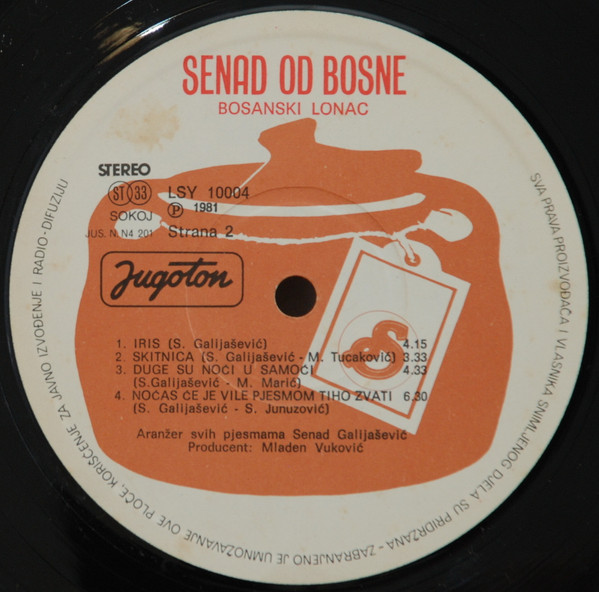 SENAD OD BOSNE
BOSANSKI LONAC
STEREO
ST 33
LSY 10004
SOKOJ
Ⓟ 1981
JUS. N. N4 201
Strana 2
Jugoton
S
1. IRIS (S. Galijašević) 4.15
2. SKITNICA (S. Galijašević - M. Tucaković) 3.33
3. DUGE SU NOĆI U SAMOĆI 4.33
(S.Galijašević - M. Marić)
4. NOĆAS ĆE JE VILE PJESMOM TIHO ZVATI 6.30
(S. Galijašević - S. Junuzović)
Aranžer svih pjesmama Senad Galijašević
Producent: Mladen Vuković
SVA PRAVA PROIZVOĐAČA I VLASNIKA SNIMLJENOG DJELA SU PRIDRŽANA - ZABRANJENO JE UMNOŽAVANJE OVE PLOČE, KORIŠĆENJE ZA JAVNO IZVOĐENJE I RADIO-DIFUZIJU